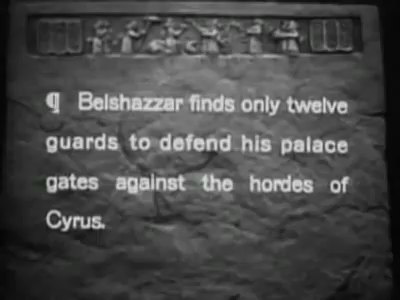 ¶ Belshazzar finds only twelve
guards to defend his palace
gates against the hordes of
Cyrus.